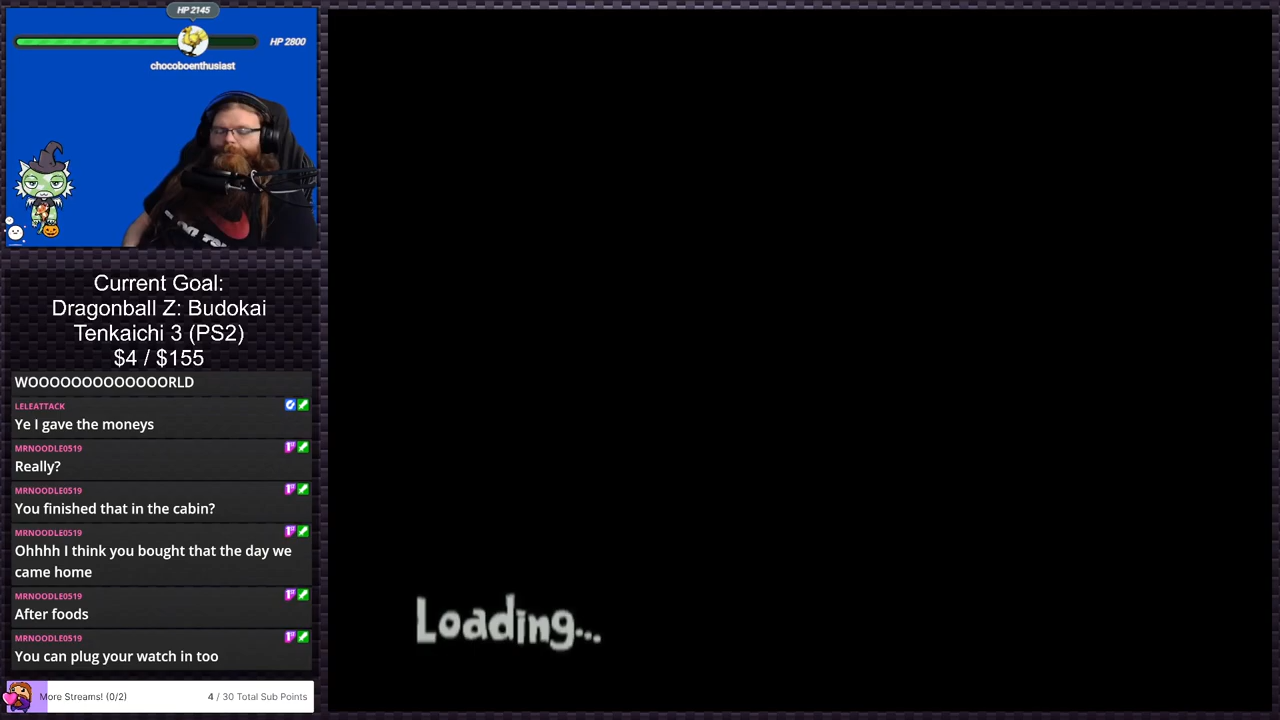 HP 2145
HP 2800
chocoboenthusiast
Current Goal:
Dragonball Z: Budokai
Tenkaichi 3 (PS2)
$4 / $155
WOOOOOOOOOOOOORLD
LELEATTACK
Ye I gave the moneys
MRNOODLE0519
Really?
MRNOODLE0519
You finished that in the cabin?
MRNOODLE0519
Ohhhh I think you bought that the day we
came home
MRNOODLE0519
After foods
MRNOODLE0519
You can plug your watch in too
More Streams! (0/2)
4 / 30 Total Sub Points
Loading...